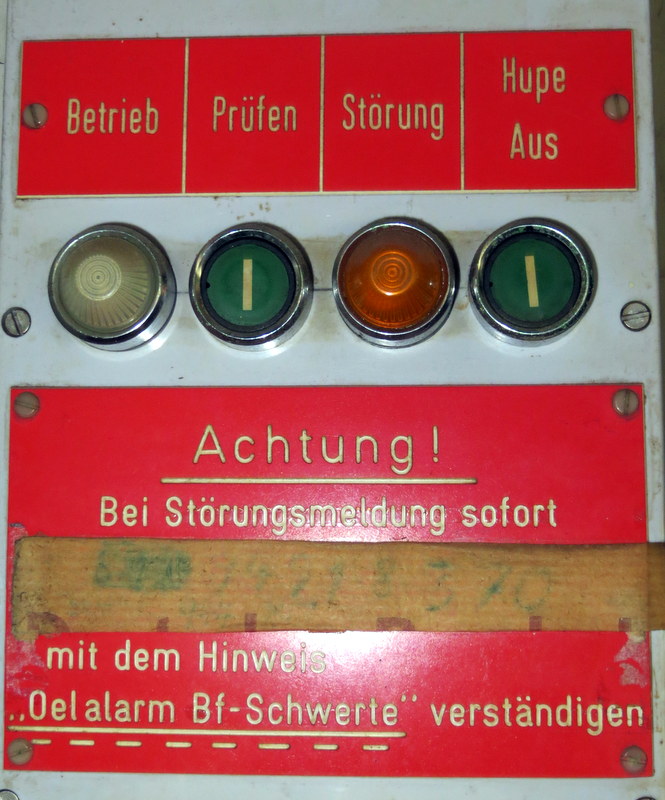 Betrieb
Prüfen
Störung
Hupe
Aus
Achtung!
Bei Störungsmeldung sofort
mit dem Hinweis
„Oelalarm Bf-Schwerte" verständigen